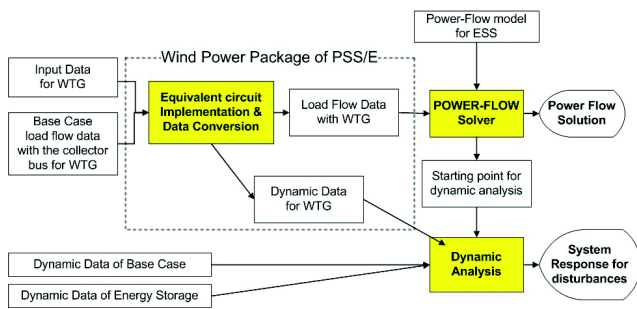 Power-Flow model
for ESS
Wind Power Package of PSS/E
Input Data
for WTG
Equivalent circuit
Implementation &
Data Conversion
Load Flow Data
with WTG
POWER-FLOW
Solver
Power Flow
Solution
Base Case
load flow data
with the collector
bus for WTG
Starting point for
dynamic analysis
Dynamic Data
for WTG
Dynamic Data of Base Case
Dynamic
Analysis
System
Response for
disturbances
Dynamic Data of Energy Storage